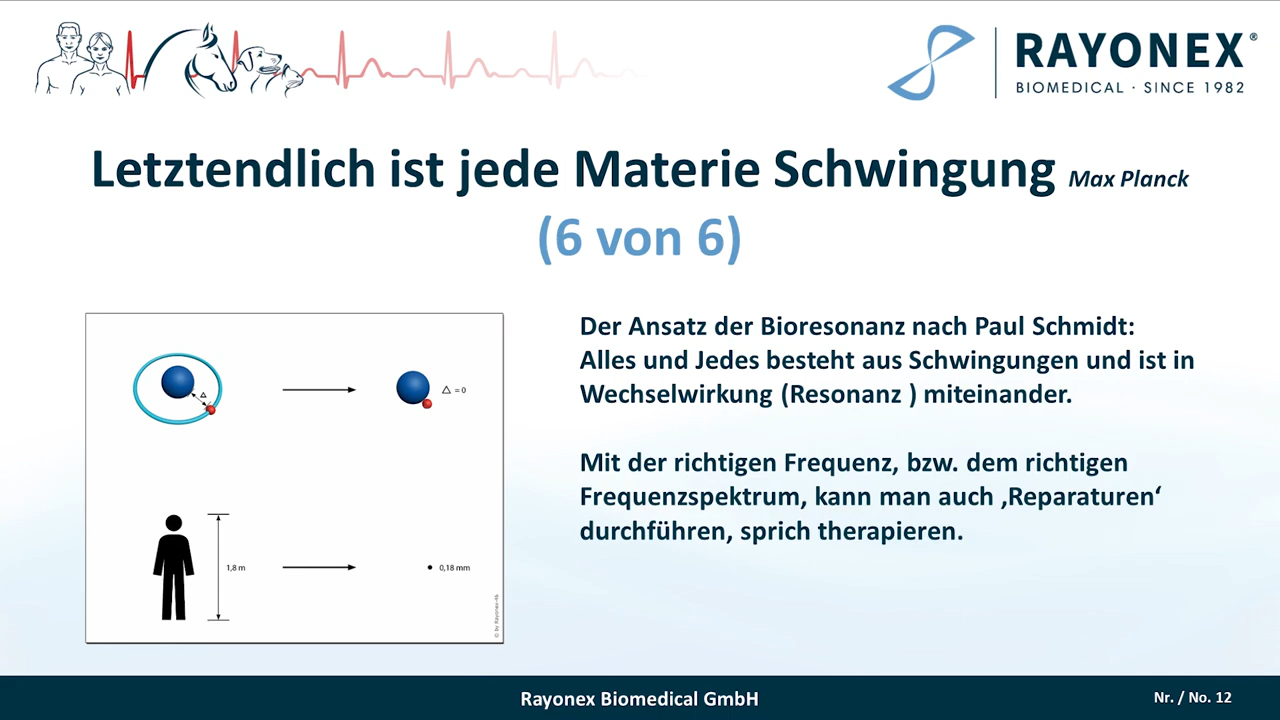 RAYONEX®
BIOMEDICAL · SINCE 1982
Letztendlich ist jede Materie Schwingung Max Planck
(6 von 6)
Der Ansatz der Bioresonanz nach Paul Schmidt:
Alles und Jedes besteht aus Schwingungen und ist in
Wechselwirkung (Resonanz ) miteinander.
Mit der richtigen Frequenz, bzw. dem richtigen
Frequenzspektrum, kann man auch ‚Reparaturen‘
durchführen, sprich therapieren.
△
△ = 0
1,8 m
0,18 mm
© by Rayonex-46
Rayonex Biomedical GmbH
Nr. / No. 12